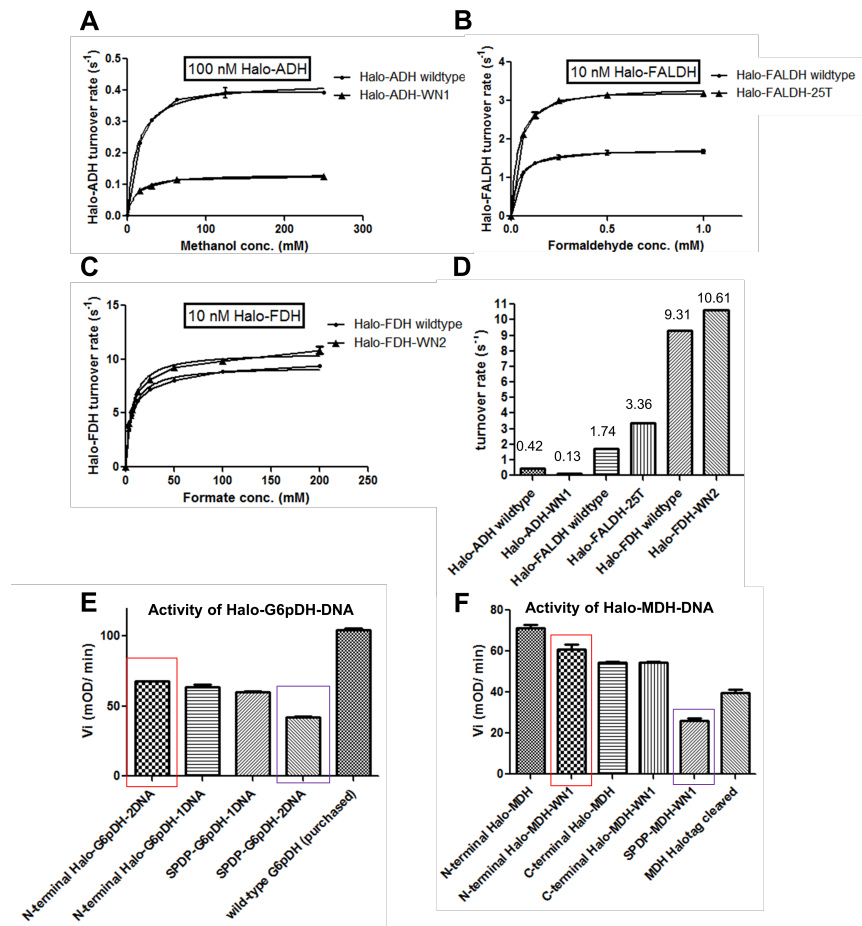 A
100 nM Halo-ADH
Halo-ADH wildtype
Halo-ADH-WN1
Halo-ADH turnover rate (s-1)
0.5
0.4
0.3
0.2
0.1
0.0
0 100 200 300
Methanol conc. (mM)
B
10 nM Halo-FALDH
Halo-FALDH wildtype
Halo-FALDH-25T
Halo-FALDH turnover rate (s-1)
4
3
2
1
0
0.0 0.5 1.0
Formaldehyde conc. (mM)
C
10 nM Halo-FDH
Halo-FDH wildtype
Halo-FDH-WN2
Halo-FDH turnover rate (s-1)
15
10
5
0
0 50 100 150 200 250
Formate conc. (mM)
D
turnover rate (s-1)
11
10
9
8
7
6
5
4
3
2
1
0
0.42
0.13
1.74
3.36
9.31
10.61
Halo-ADH wildtype
Halo-ADH-WN1
Halo-FALDH wildtype
Halo-FALDH-25T
Halo-FDH wildtype
Halo-FDH-WN2
E
Activity of Halo-G6pDH-DNA
Vi (mOD/ min)
100
50
0
N-terminal Halo-G6pDH-2DNA
N-terminal Halo-G6pDH-1DNA
SPDP-G6pDH-1DNA
SPDP-G6pDH-2DNA
wild-type G6pDH (purchased)
F
Activity of Halo-MDH-DNA
Vi (mOD/ min)
80
60
40
20
0
N-terminal Halo-MDH
N-terminal Halo-MDH-WN1
C-terminal Halo-MDH
C-terminal Halo-MDH-WN1
SPDP-MDH-WN1
MDH Halotag cleaved